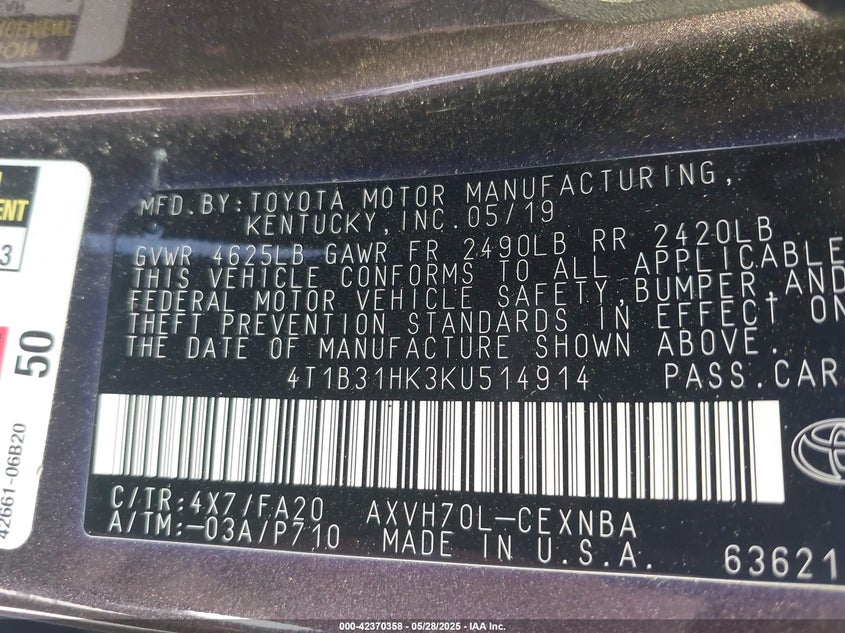 MFD.BY:TOYOTA MOTOR MANUFACTURING,
KENTUCKY,INC.05/19
GVWR 4625LB GAWR FR 2490LB RR 2420LB
THIS VEHICLE CONFORMS TO ALL APPLICABLE
FEDERAL MOTOR VEHICLE SAFETY,BUMPER,AND
THEFT PREVENTION STANDARDS IN EFFECT ON
THE DATE OF MANUFACTURE SHOWN ABOVE.
4T1B31HK3KU514914 PASS.CAR
C/TR:4X7/FA20 AXVH70L-CEXNBA
A/TM:-03A/P710 MADE IN U.S.A. 63621
50
42661-06B20
3
000-42370358 - 05/28/2025 - IAA Inc.